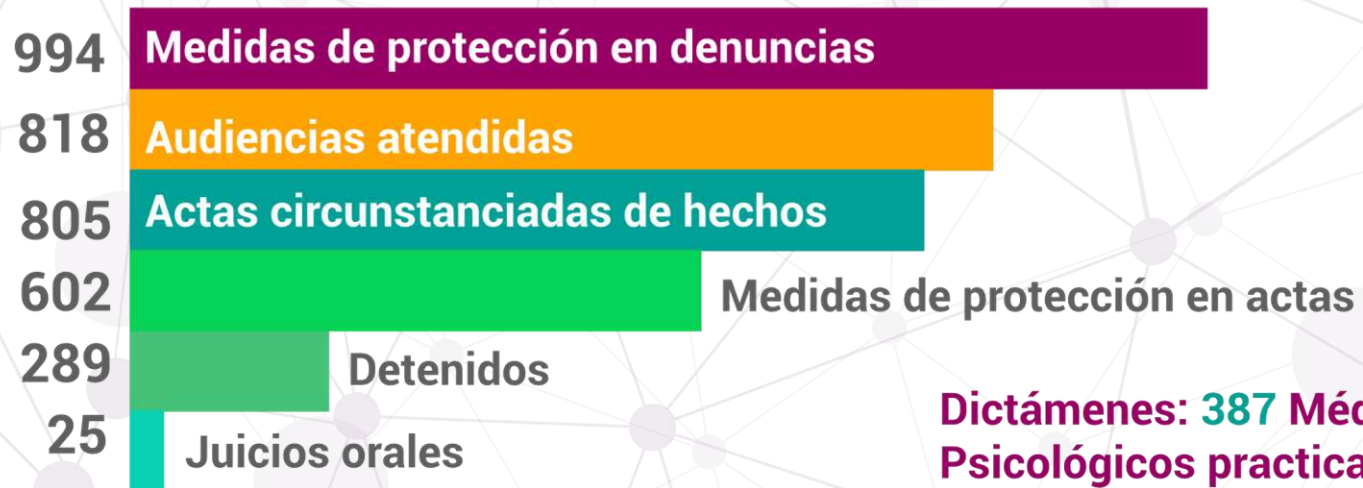 994 Medidas de protección en denuncias
818 Audiencias atendidas
805 Actas circunstanciadas de hechos
602 Medidas de protección en actas
289 Detenidos
25 Juicios orales
Dictámenes: 387
Psicológicos